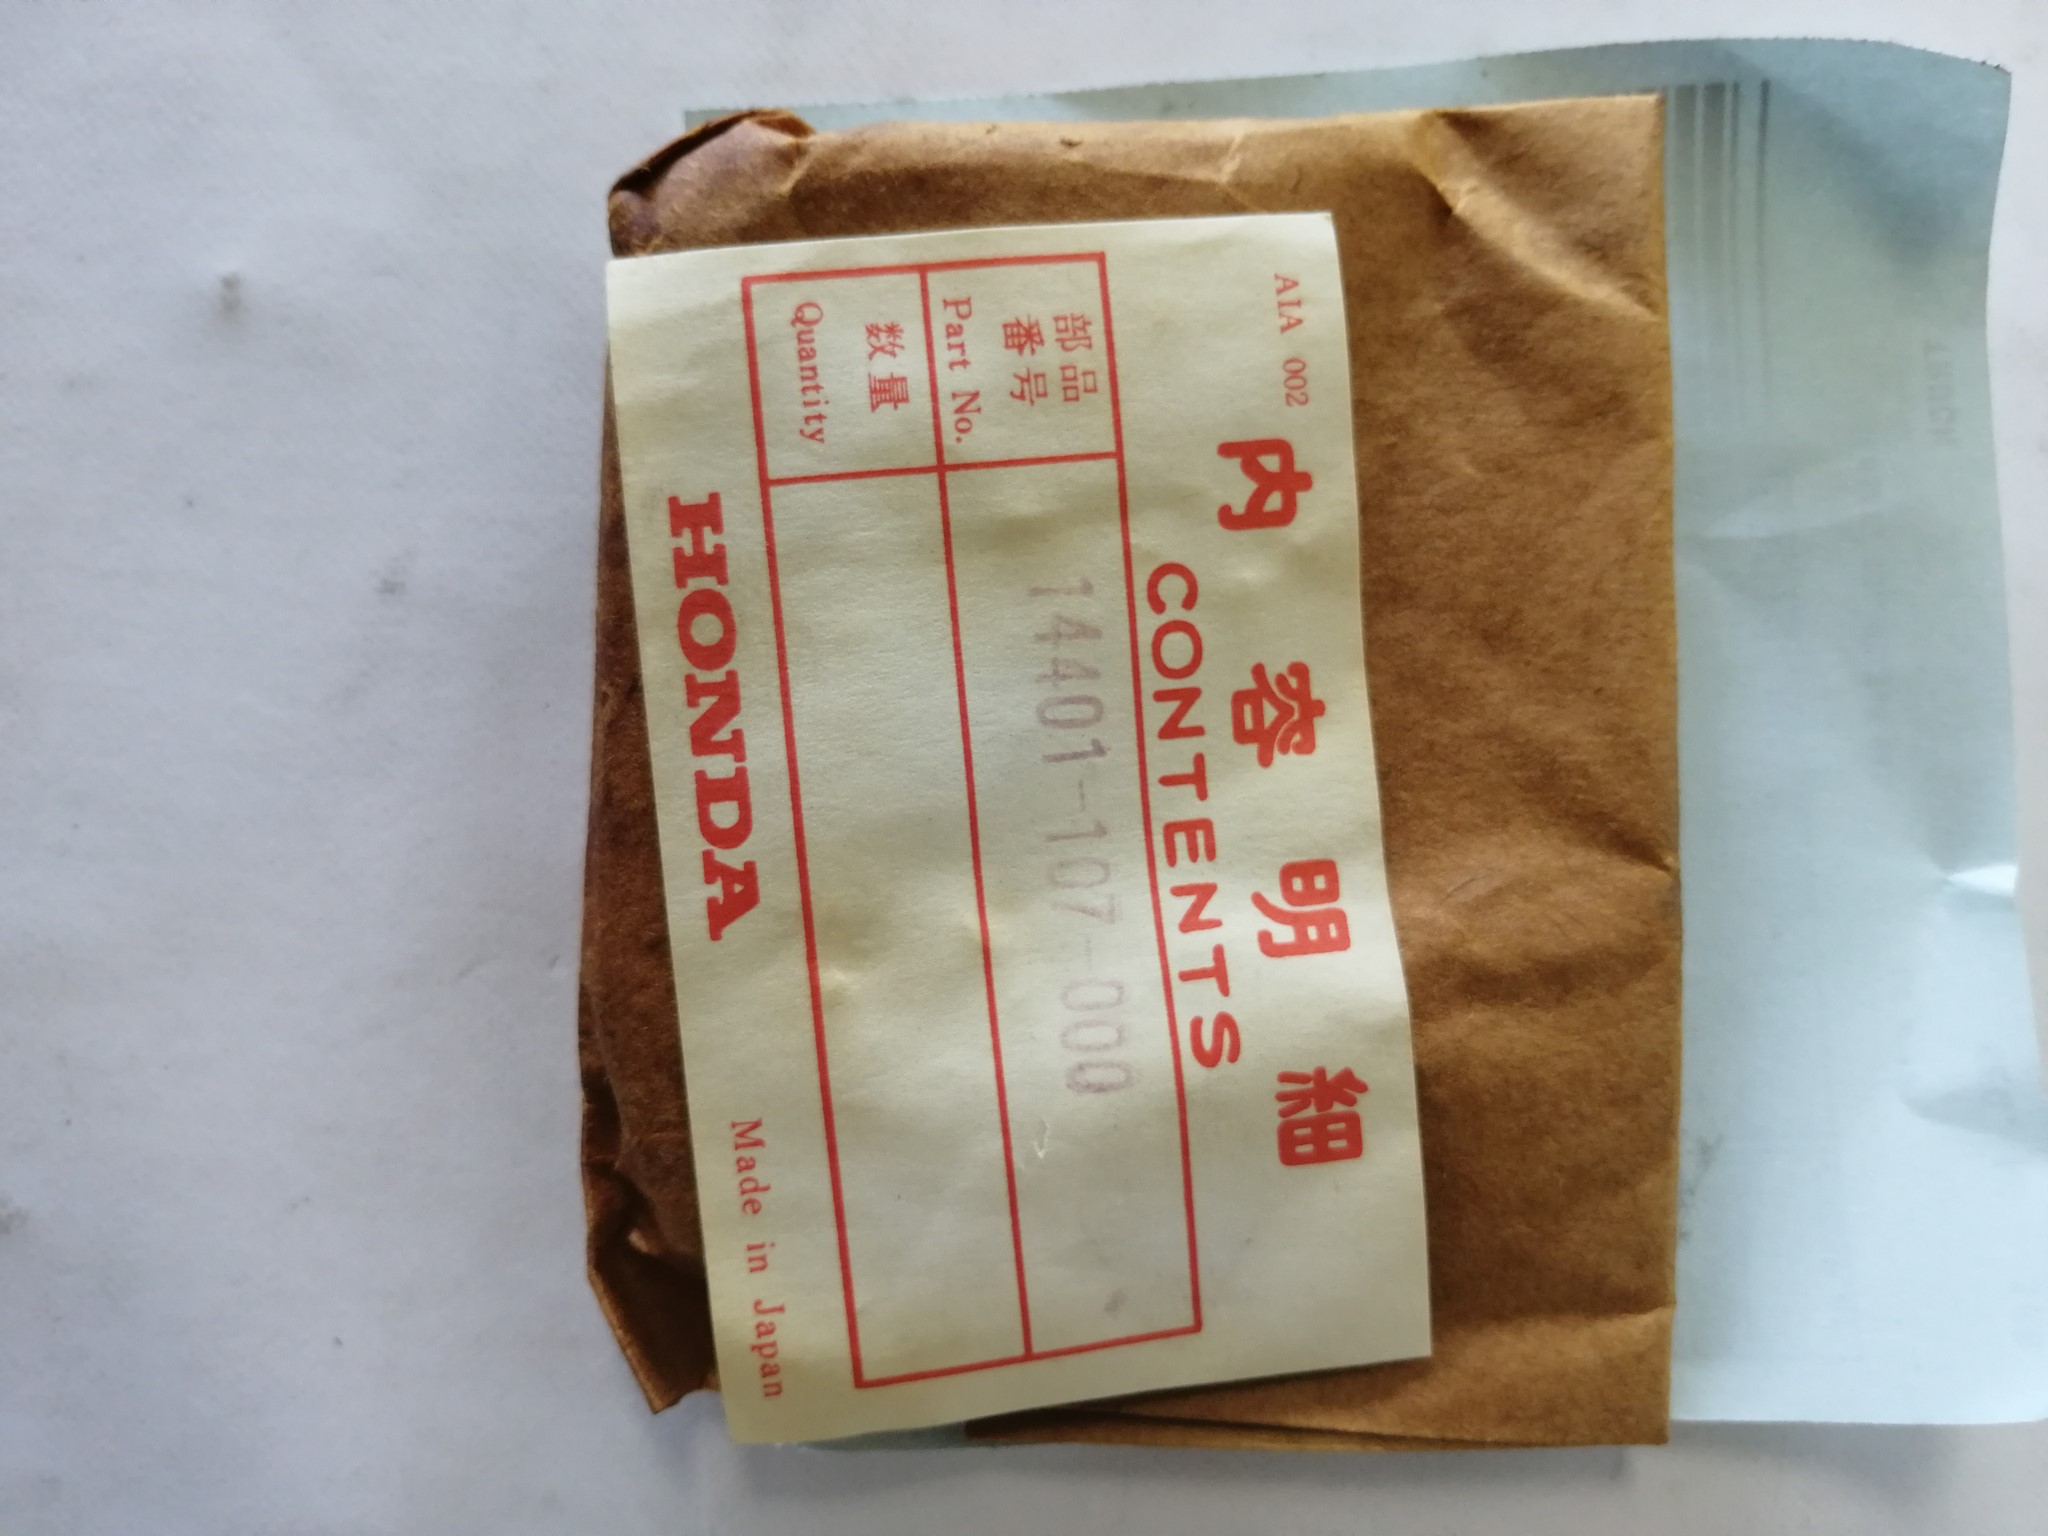 AIA 002
内容明細
CONTENTS
部品
番号
Part No.
14401-107-000
数量
Quantity
HONDA
Made in Japan